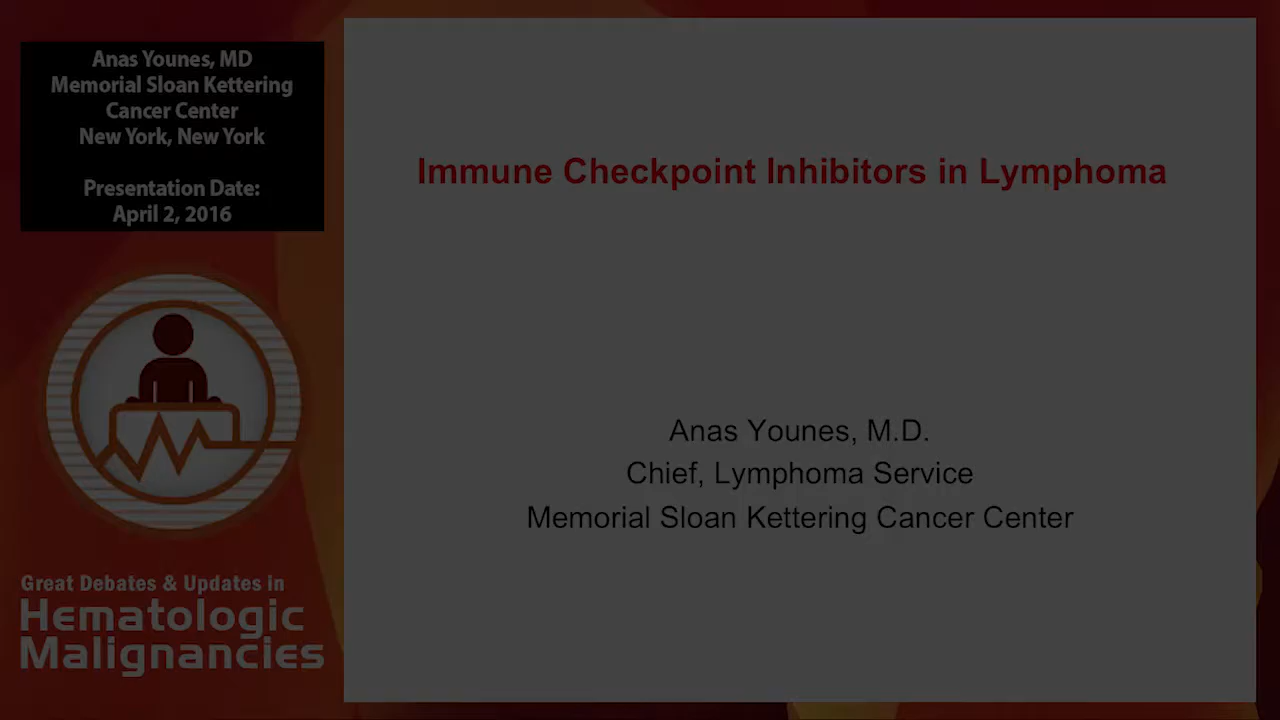 Anas Younes, MD
Memorial Sloan Kettering
Cancer Center
New York, New York
Presentation Date:
April 2, 2016
Great Debates & Updates in
Hematologic
Malignancies
Immune Checkpoint Inhibitors in Lymphoma
Anas Younes, M.D.
Chief, Lymphoma Service
Memorial Sloan Kettering Cancer Center